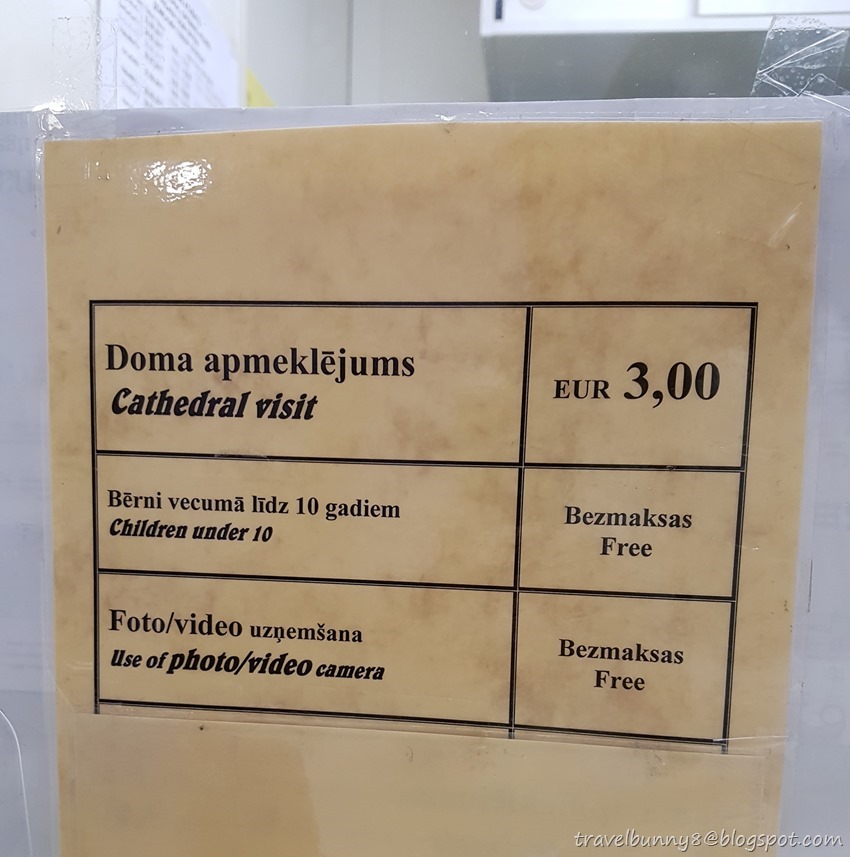 Doma apmeklējums
Cathedral visit
EUR 3,00
Bērni vecumā līdz 10 gadiem
Children under 10
Bezmaksas
Free
Foto/video uzņemšana
Use of photo/video camera
Bezmaksas
Free
travelbunny8@blogspot.com